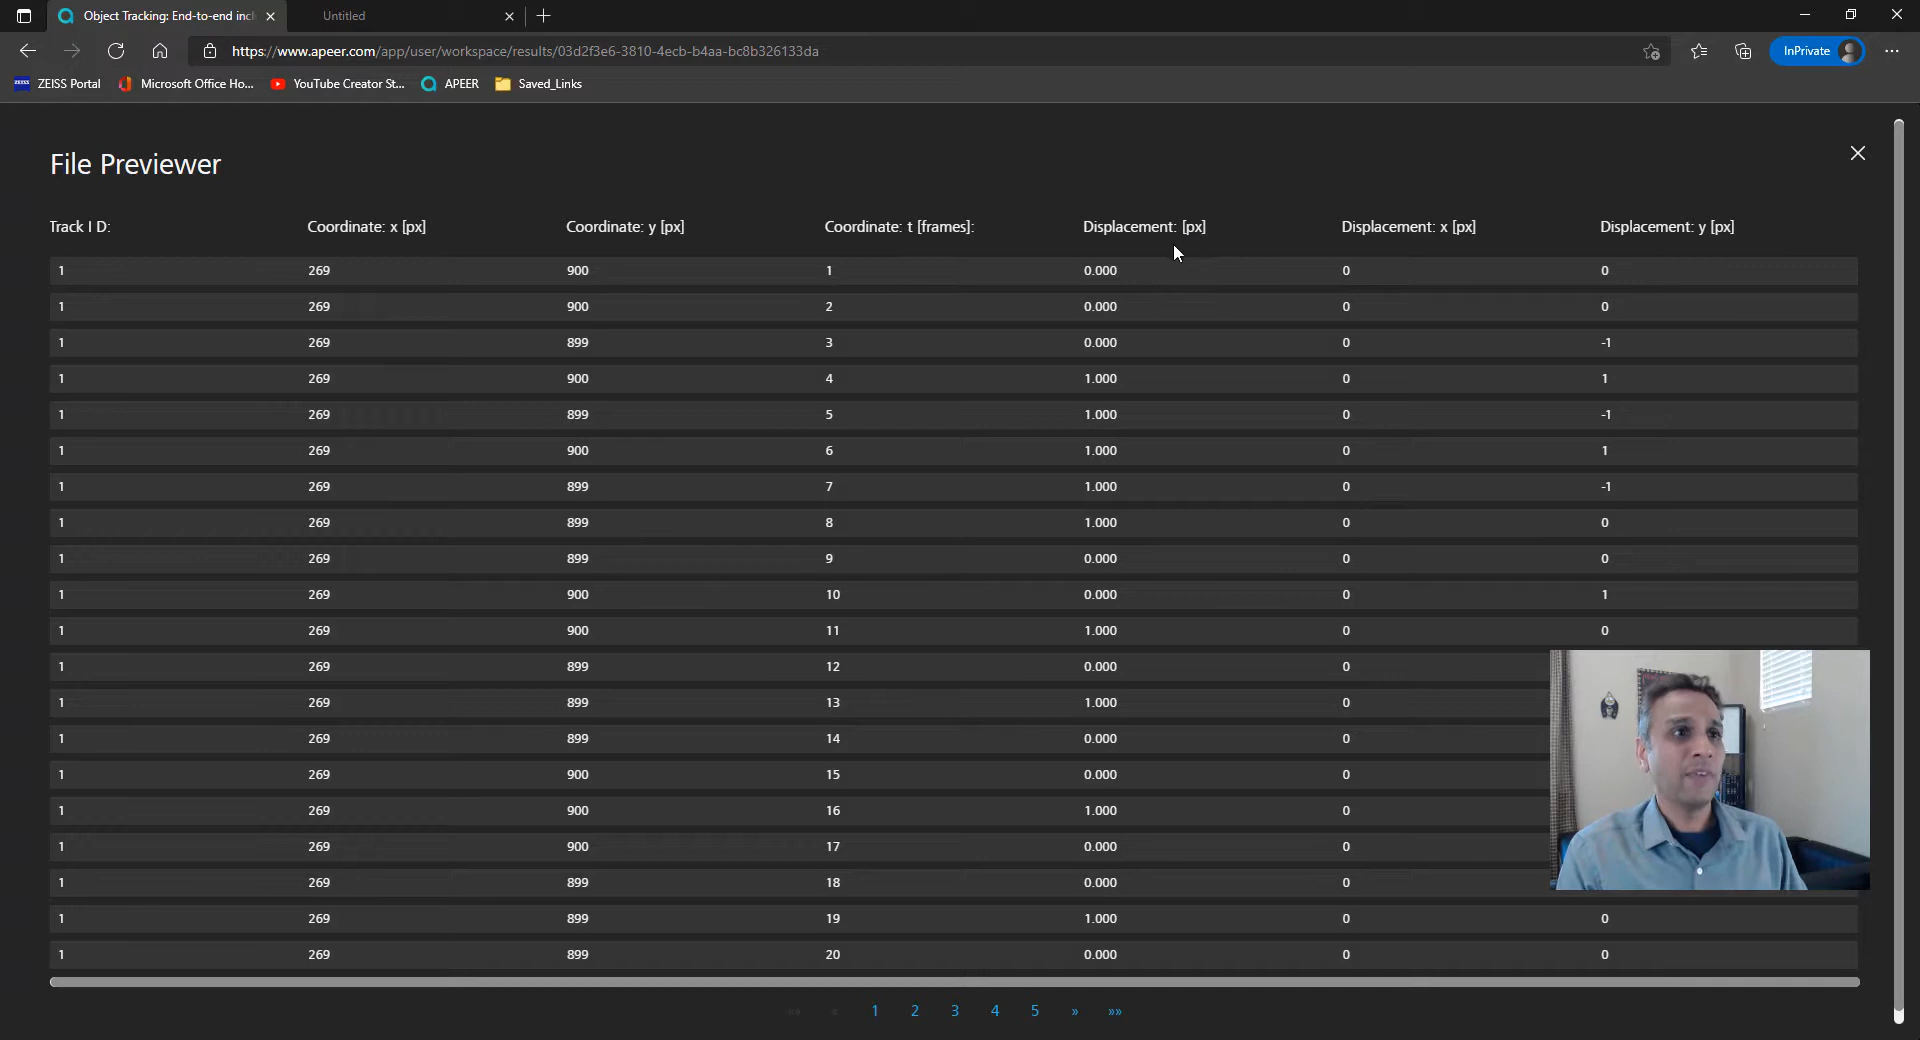 Object Tracking: End-to-end incl
Untitled
https://www.apeer.com/app/user/workspace/results/03d2f3e6-3810-4ecb-b4aa-bc8b326133da
InPrivate
ZEISS ZEISS Portal
Microsoft Office Ho...
YouTube Creator St...
APEER
Saved_Links
File Previewer
Track I D: Coordinate: x [px] Coordinate: y [px] Coordinate: t [frames]: Displacement: [px] Displacement: x [px] Displacement: y [px]
1 269 900 1 0.000 0 0
1 269 900 2 0.000 0 0
1 269 899 3 0.000 0 -1
1 269 900 4 1.000 0 1
1 269 899 5 1.000 0 -1
1 269 900 6 1.000 0 1
1 269 899 7 1.000 0 -1
1 269 899 8 1.000 0 0
1 269 899 9 0.000 0 0
1 269 900 10 0.000 0 1
1 269 900 11 1.000 0 0
1 269 899 12 0.000 0
1 269 899 13 1.000 0
1 269 899 14 0.000 0
1 269 900 15 0.000 0
1 269 900 16 1.000 0
1 269 900 17 0.000 0
1 269 899 18 0.000 0
1 269 899 19 1.000 0 0
1 269 899 20 0.000 0 0
«« « 1 2 3 4 5 » »»